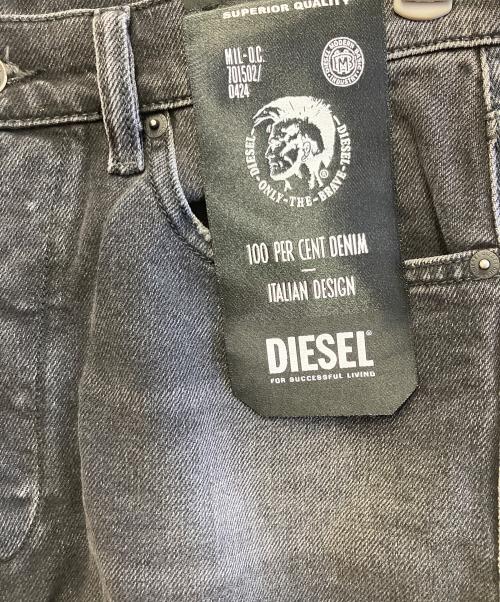 SUPERIOR QUALITY
MIL-D.C.
701502/
0424
DIESEL-ONLY-THE-BRAVE-DIESEL
®
100 PER CENT DENIM
ITALIAN DESIGN
DIESEL®
FOR SUCCESSFUL LIVING